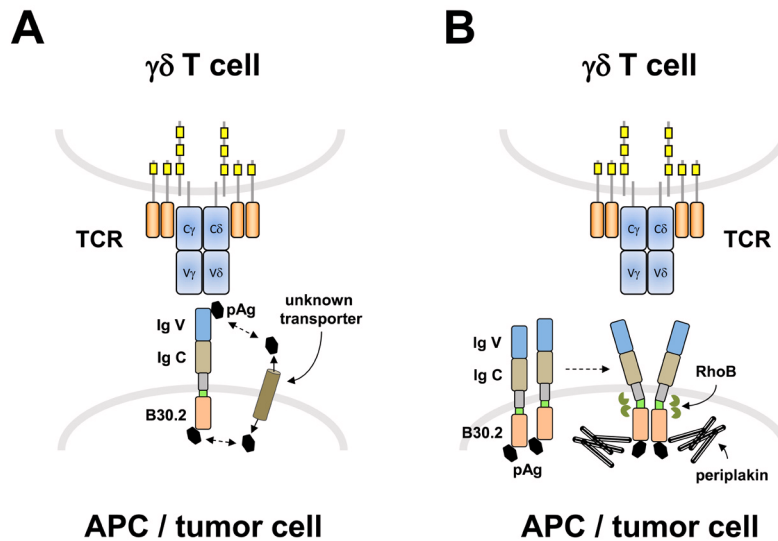 A
γδ T cell
TCR
Cγ
Cδ
Vγ
Vδ
pAg
unknown
transporter
Ig V
Ig C
B30.2
APC / tumor cell
B
γδ T cell
Cγ
Cδ
TCR
Vγ
Vδ
Ig V
Ig C
RhoB
B30.2
pAg
periplakin
APC / tumor cell